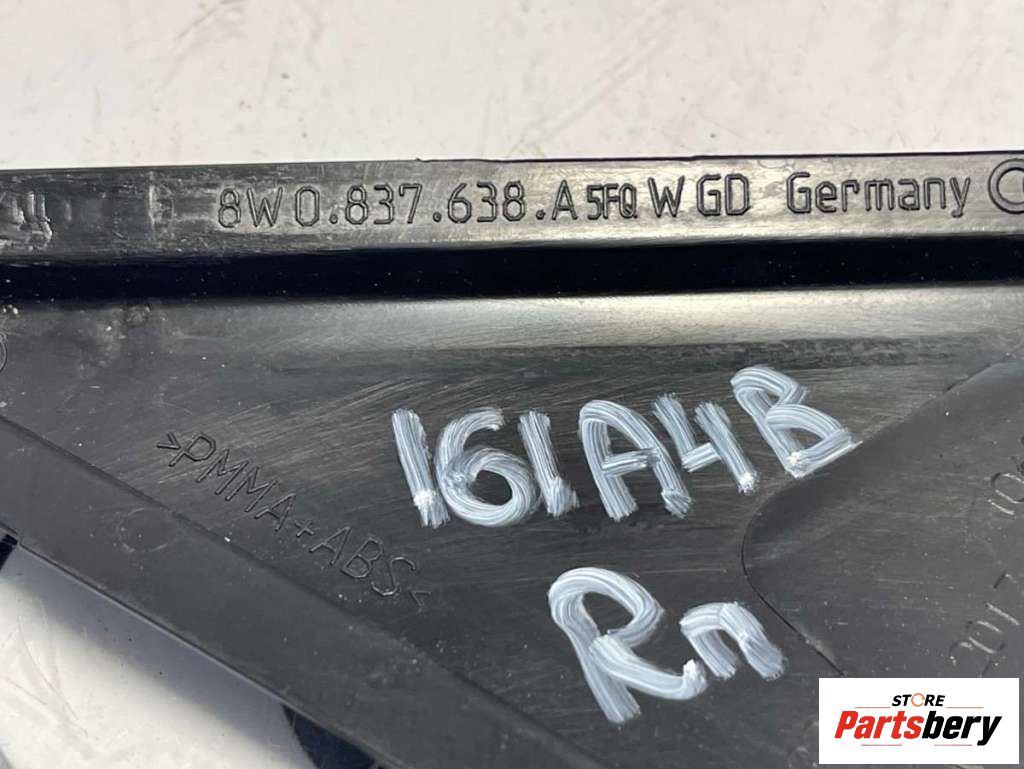 8W0.837.638.A 5FQ W GD Germany
161A4B
>PMMA+ABS<
Rn
STORE
Partsbery